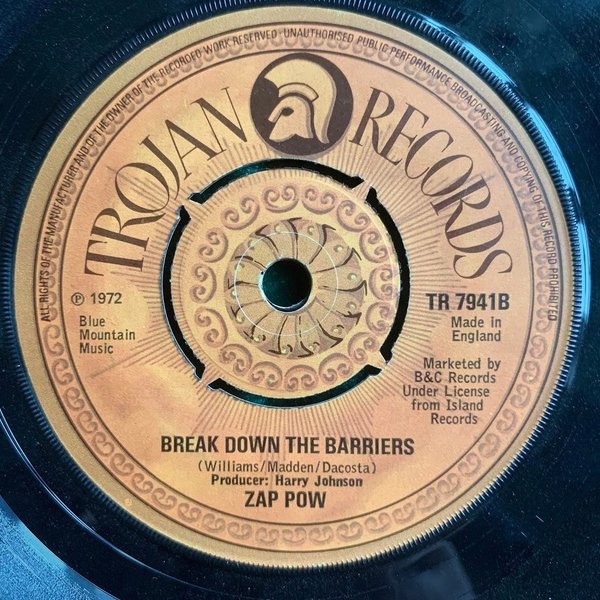 ALL RIGHTS OF THE MANUFACTURER AND OF THE OWNER OF THE RECORDED WORK RESERVED · UNAUTHORISED PUBLIC PERFORMANCE BROADCASTING AND COPYING OF THIS RECORD PROHIBITED
TROJAN RECORDS
℗ 1972
Blue
Mountain
Music
TR 7941B
Made in
England
Marketed by
B&C Records
Under License
from Island
Records
BREAK DOWN THE BARRIERS
(Williams/Madden/Dacosta)
Producer: Harry Johnson
ZAP POW